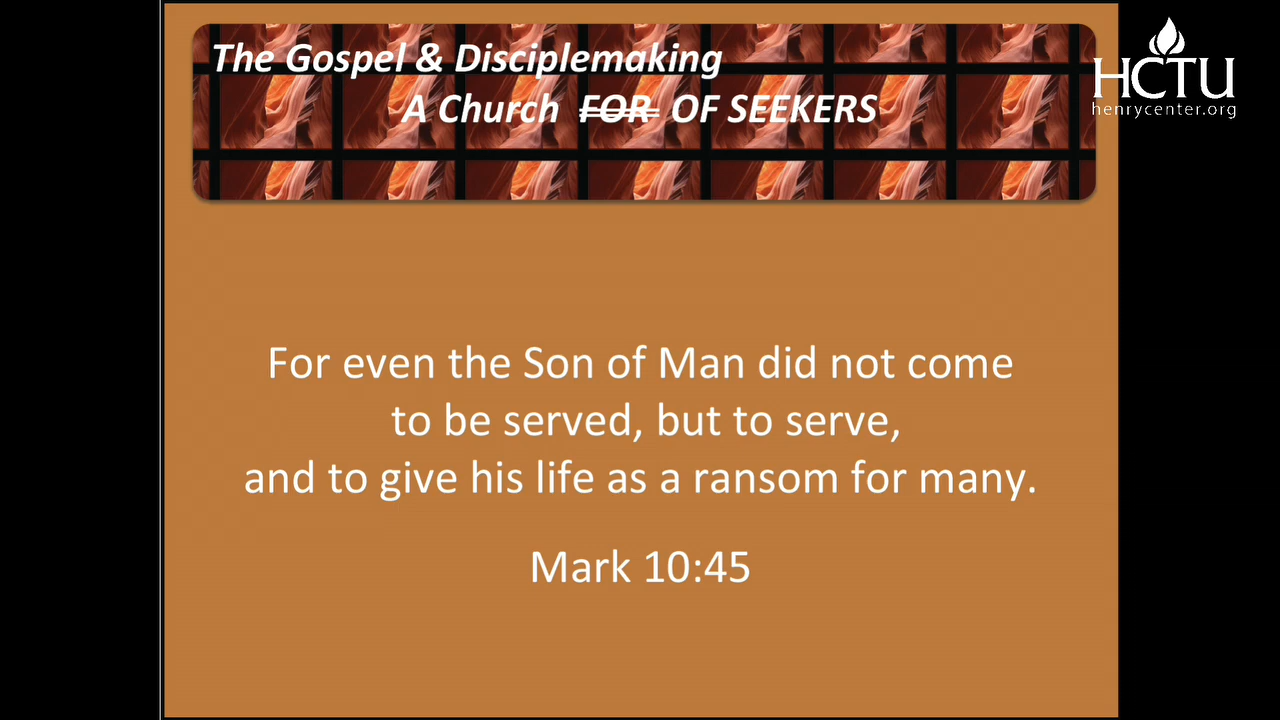 The Gospel & Disciplemaking
A Church FOR OF SEEKERS
HCTU
henrycenter.org
For even the Son of Man did not come
to be served, but to serve,
and to give his life as a ransom for many.
Mark 10:45